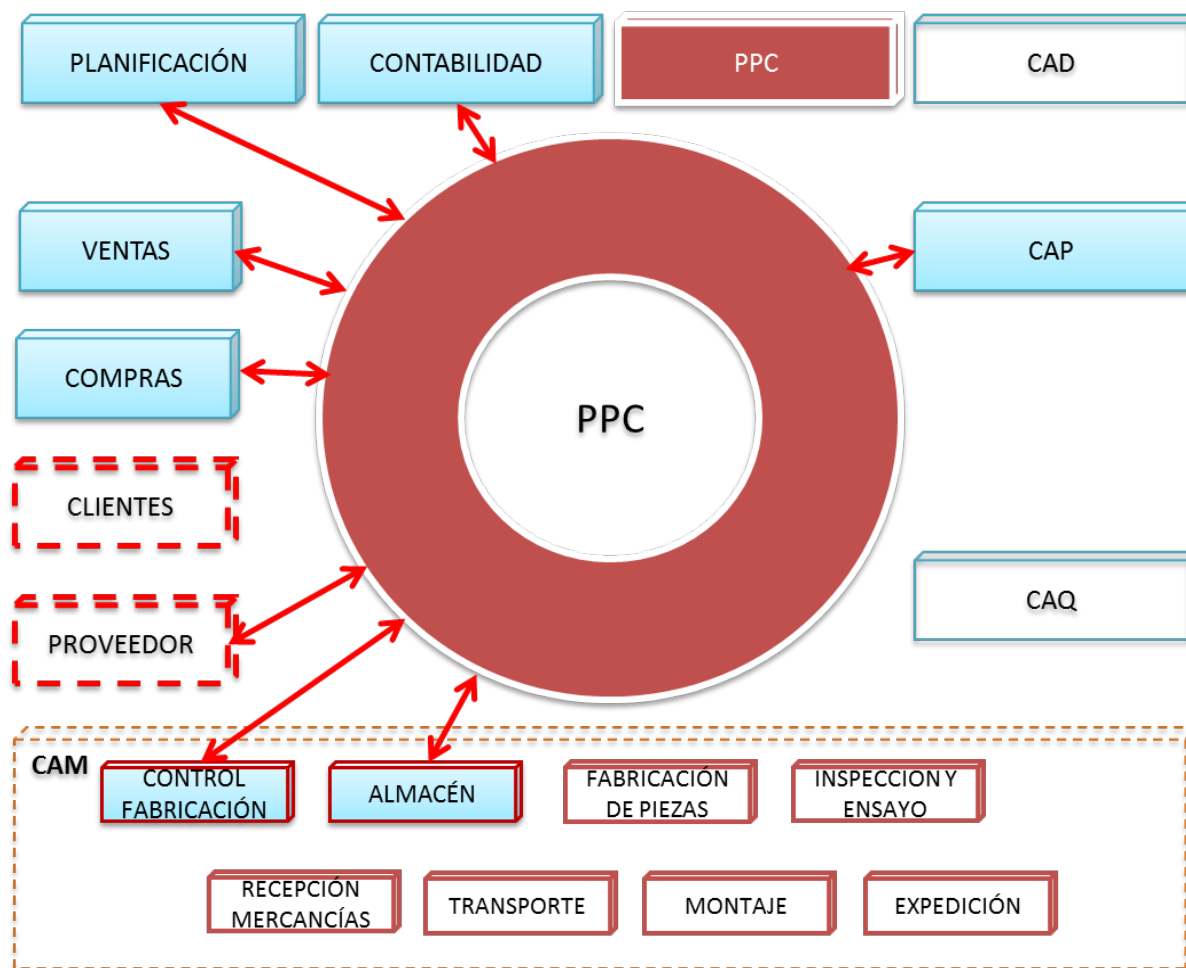 PLANIFICACIÓN
CONTABILIDAD
PPC
CAD
VENTAS
CAP
COMPRAS
PPC
CLIENTES
CAQ
PROVEEDOR
CAM
CONTROL
FABRICACIÓN
ALMACÉN
FABRICACIÓN
DE PIEZAS
INSPECCION Y
ENSAYO
RECEPCIÓN
MERCANCÍAS
TRANSPORTE
MONTAJE
EXPEDICIÓN